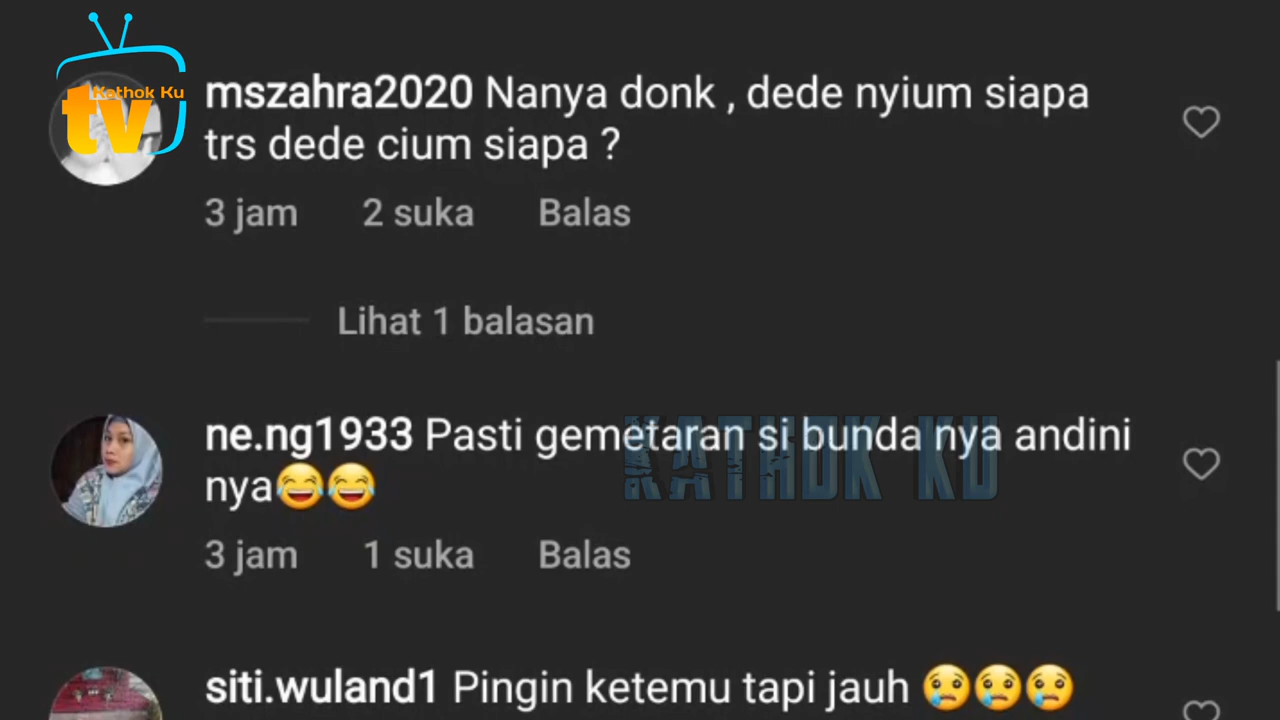 Kathok Ku
tv
mszahra2020 Nanya donk , dede nyium siapa
trs dede cium siapa ?
3 jam 2 suka Balas
Lihat 1 balasan
ne.ng1933 Pasti gemetaran si bunda nya andini
nya😂😂
KATHOK KU
3 jam 1 suka Balas
siti.wuland1 Pingin ketemu tapi jauh 😢😢😢